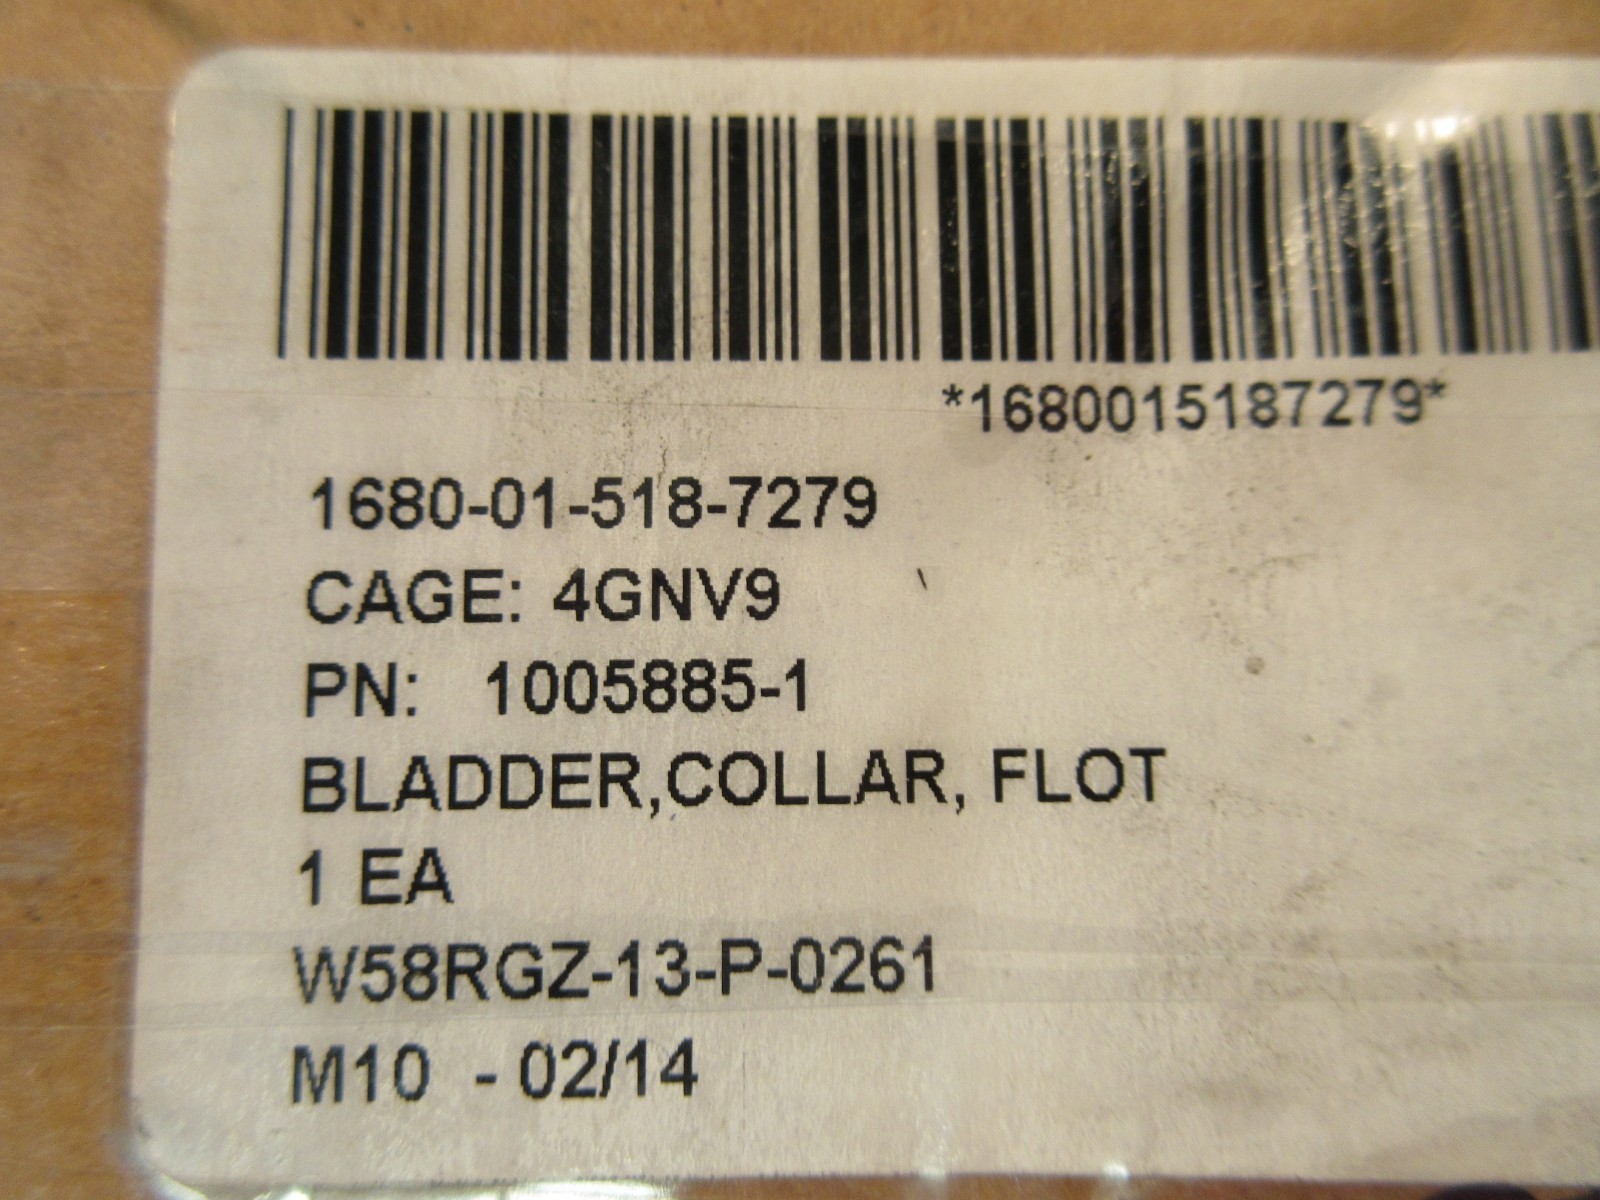 *1680015187279*
1680-01-518-7279
CAGE: 4GNV9
PN: 1005885-1
BLADDER,COLLAR, FLOT
1 EA
W58RGZ-13-P-0261
M10 - 02/14